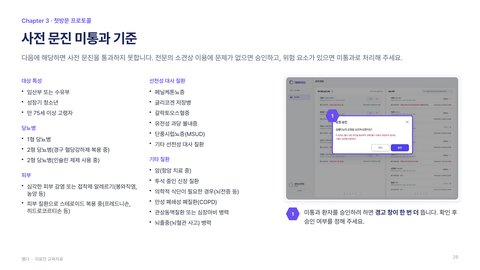 Chapter 3 · 첫방문 프로토콜
사전 문진 미통과 기준
다음에 해당하면 사전 문진을 통과하지 못합니다. 전문의 소견상 이용에 문제가 없으면 승인하고, 위험 요소가 있으면 미통과로 처리해 주세요.
대상 특성
• 임산부 또는 수유부
• 성장기 청소년
• 만 75세 이상 고령자
당뇨병
• 1형 당뇨병
• 2형 당뇨병(경구 혈당강하제 복용 중)
• 2형 당뇨병(인슐린 제제 사용 중)
피부
• 심각한 피부 감염 또는 접착제 알레르기(봉와직염,
농양 등)
• 피부 질환으로 스테로이드 복용 중(프레드니손,
히드로코르티손 등)
선천성 대사 질환
• 페닐케톤뇨증
• 글리코겐 저장병
• 갈락토오스혈증
• 유전성 과당 불내증
• 단풍시럽뇨증(MSUD)
• 기타 선천성 대사 질환
기타 질환
• 암(항암 치료 중)
• 투석 중인 신장 질환
• 의학적 식이만 필요한 경우(뇌전증 등)
• 만성 폐쇄성 폐질환(COPD)
• 관상동맥질환 또는 심장마비 병력
• 뇌졸중(뇌혈관 사고) 병력
1
1
미통과 환자를 승인하려 하면 경고 창이 한 번 더 뜹니다. 확인 후
승인 여부를 정해 주세요.
28